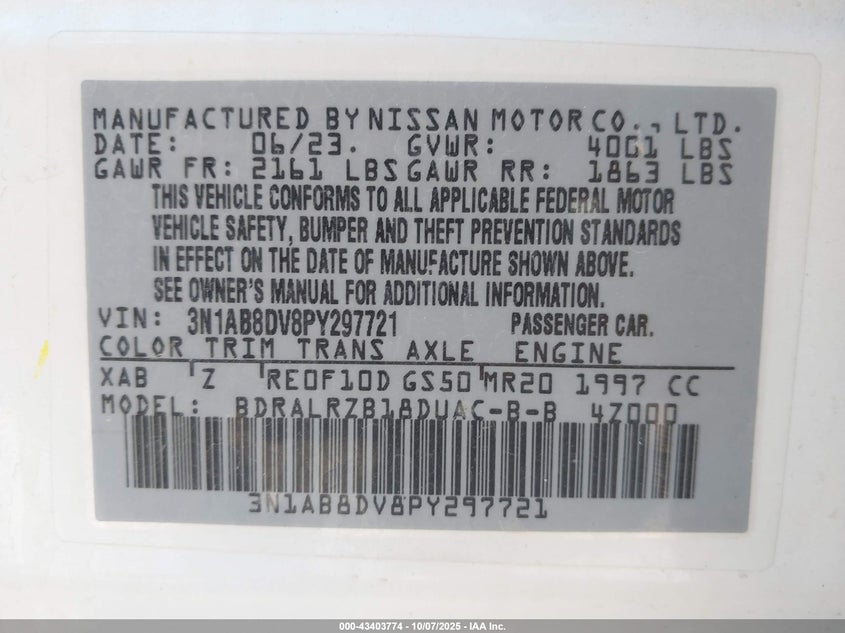 MANUFACTURED BY NISSAN MOTOR CO., LTD.
DATE: 06/23. GVWR: 4001 LBS
GAWR FR: 2161 LBS GAWR RR: 1863 LBS
THIS VEHICLE CONFORMS TO ALL APPLICABLE FEDERAL MOTOR
VEHICLE SAFETY, BUMPER AND THEFT PREVENTION STANDARDS
IN EFFECT ON THE DATE OF MANUFACTURE SHOWN ABOVE.
SEE OWNER'S MANUAL FOR ADDITIONAL INFORMATION.
VIN: 3N1AB8DV8PY297721 PASSENGER CAR.
COLOR TRIM TRANS AXLE ENGINE
XAB Z RE0F10D GS50 MR20 1997 CC
MODEL: BDRALRZB18DUAC-B-B 4Z000
3N1AB8DV8PY297721
000-43403774 - 10/07/2025 - IAA Inc.